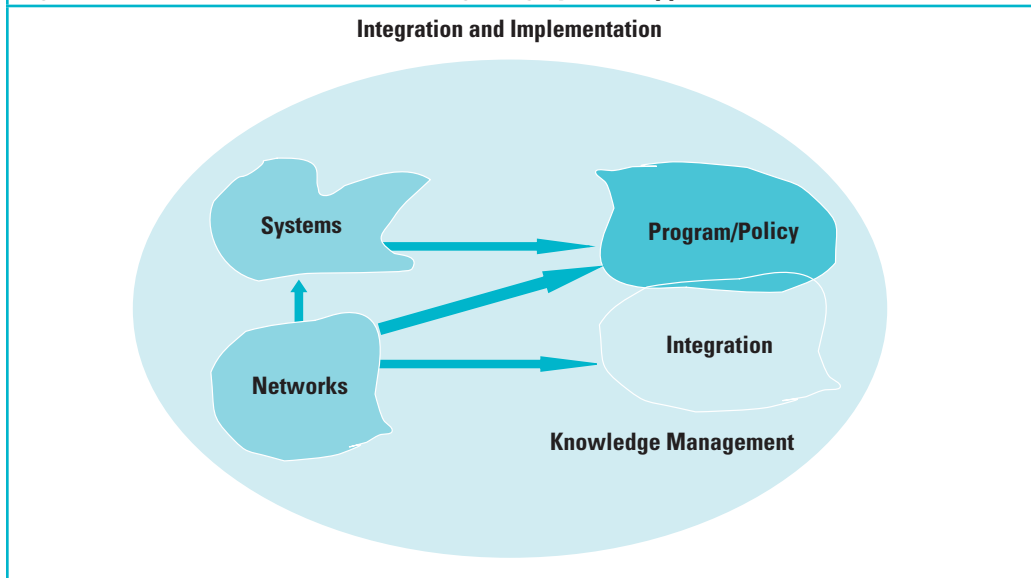 Integration and Implementation
Systems
Program/Policy
Integration
Networks
Knowledge Management